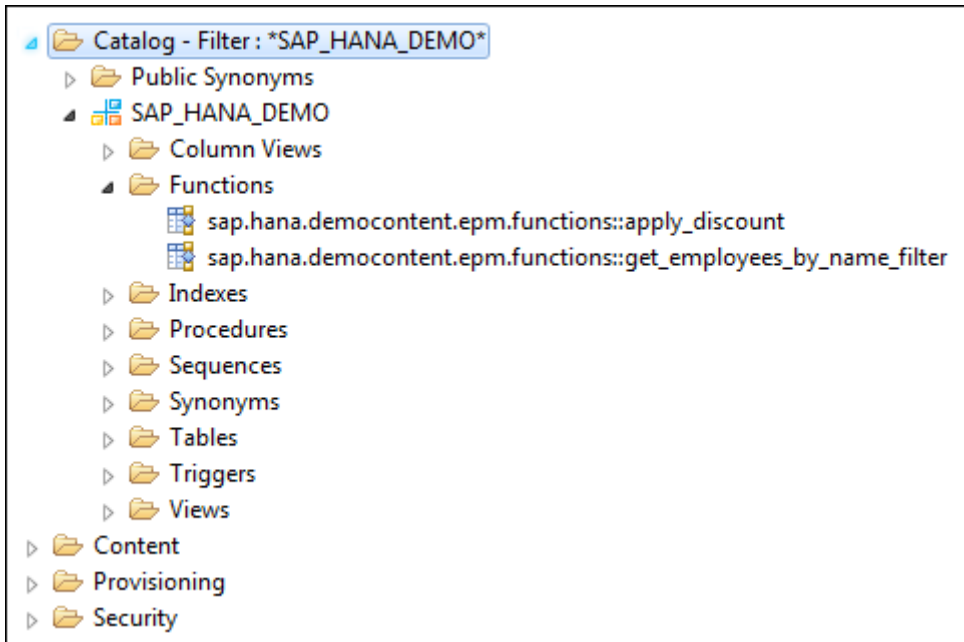 Catalog - Filter : *SAP_HANA_DEMO*
Public Synonyms
SAP_HANA_DEMO
Column Views
Functions
sap.hana.democontent.epm.functions::apply_discount
sap.hana.democontent.epm.functions::get_employees_by_name_filter
Indexes
Procedures
Sequences
Synonyms
Tables
Triggers
Views
Content
Provisioning
Security